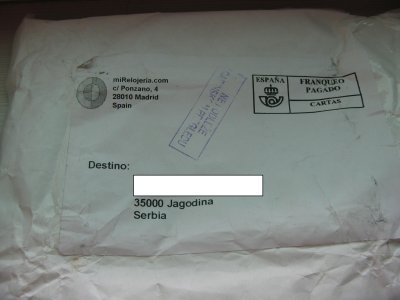 miRelojeria.com
c/ Ponzano, 4
28010 Madrid
Spain
ESPAÑA
FRANQUEO
PAGADO
CARTAS
Destino:
35000 Jagodina
Serbia